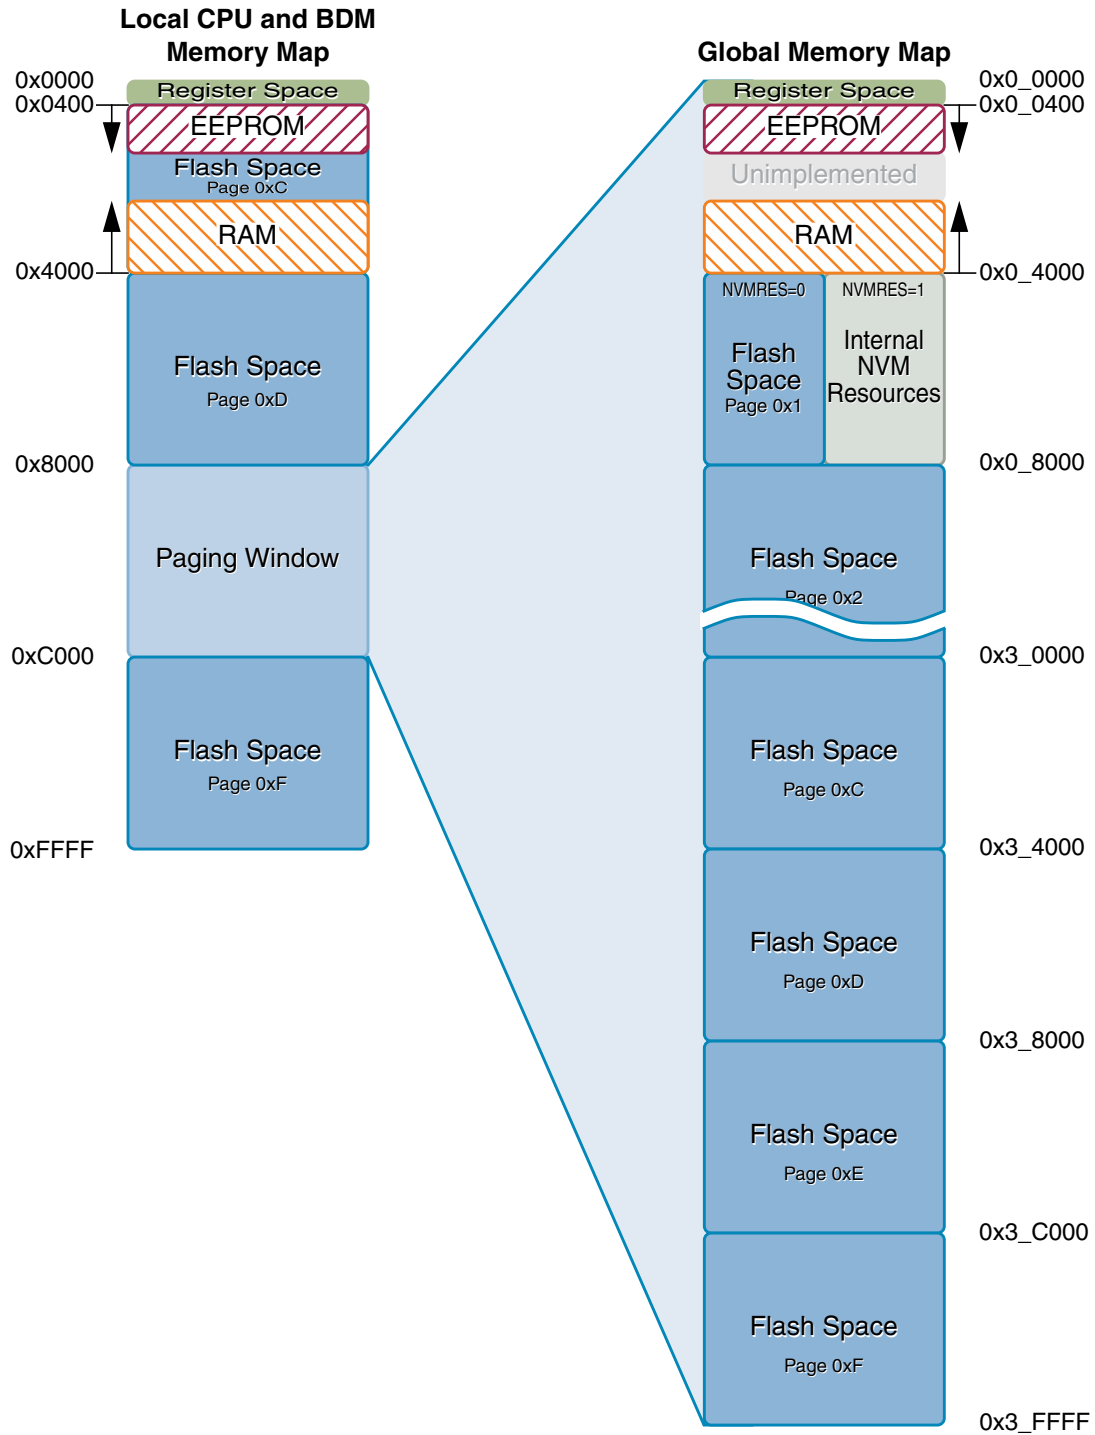 Local CPU and BDM
Memory Map
0x0000
0x0400
Register Space
EEPROM
Flash Space
Page 0xC
RAM
0x4000
Flash Space
Page 0xD
0x8000
Paging Window
0xC000
Flash Space
Page 0xF
0xFFFF
Global Memory Map
Register Space
0x0_0000
0x0_0400
EEPROM
Unimplemented
RAM
0x0_4000
NVMRES=0
Flash
Space
Page 0x1
NVMRES=1
Internal
NVM
Resources
0x0_8000
Flash Space
Page 0x2
0x3_0000
Flash Space
Page 0xC
0x3_4000
Flash Space
Page 0xD
0x3_8000
Flash Space
Page 0xE
0x3_C000
Flash Space
Page 0xF
0x3_FFFF